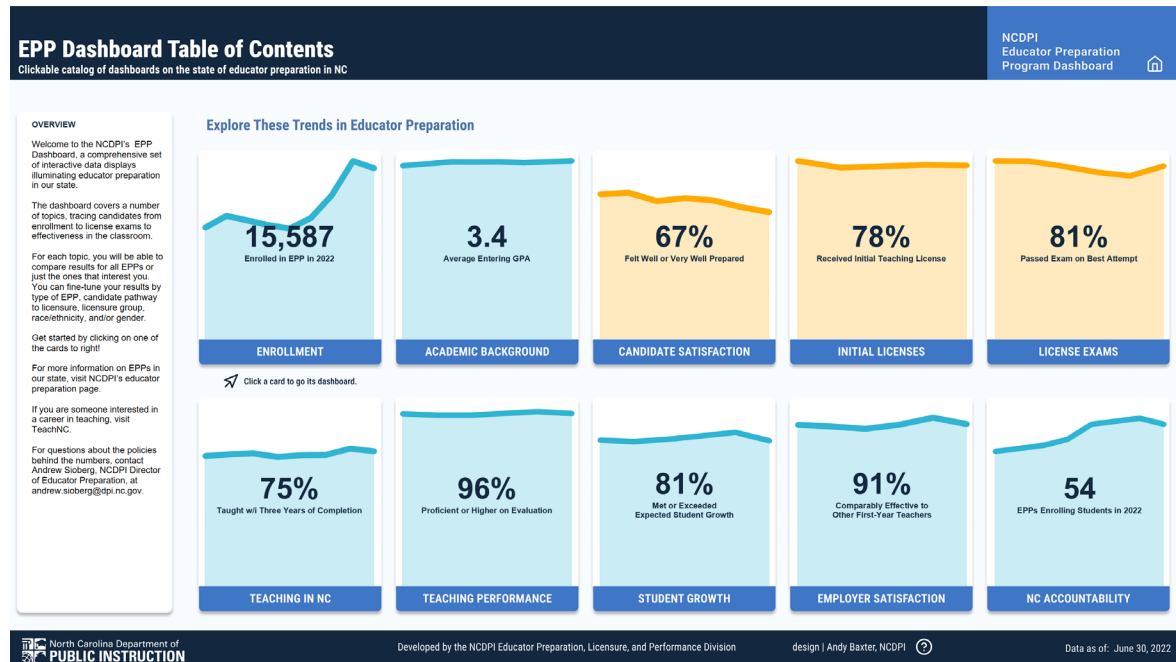 EPP Dashboard Table of Contents
Clickable catalog of dashboards on the state of educator preparation in NC
NCDPI
Educator Preparation
Program Dashboard
OVERVIEW
Welcome to the NCDPI's EPP
Dashboard, a comprehensive set
of interactive data displays
illuminating educator preparation
in our state.
The dashboard covers a number
of topics, tracing candidates from
enrollment to license exams to
effectiveness in the classroom.
For each topic, you will be able to
compare results for all EPPs or
just the ones that interest you.
You can fine-tune your results by
type of EPP, candidate pathway
to licensure, licensure group,
race/ethnicity, and/or gender.
Get started by clicking on one of
the cards to right!
For more information on EPPs in
our state, visit NCDPI's educator
preparation page.
If you are someone interested in
a career in teaching, visit
TeachNC.
For questions about the policies
behind the numbers, contact
Andrew Sioberg, NCDPI Director
of Educator Preparation, at
andrew.sioberg@dpi.nc.gov.
Explore These Trends in Educator Preparation
15,587
Enrolled in EPP in 2022
ENROLLMENT
3.4
Average Entering GPA
ACADEMIC BACKGROUND
67%
Felt Well or Very Well Prepared
CANDIDATE SATISFACTION
78%
Received Initial Teaching License
INITIAL LICENSES
81%
Passed Exam on Best Attempt
LICENSE EXAMS
Click a card to go its dashboard.
75%
Taught w/i Three Years of Completion
TEACHING IN NC
96%
Proficient or Higher on Evaluation
TEACHING PERFORMANCE
81%
Met or Exceeded
Expected Student Growth
STUDENT GROWTH
91%
Comparably Effective to
Other First-Year Teachers
EMPLOYER SATISFACTION
54
EPPs Enrolling Students in 2022
NC ACCOUNTABILITY
North Carolina Department of
PUBLIC INSTRUCTION
Developed by the NCDPI Educator Preparation, Licensure, and Performance Division
design | Andy Baxter, NCDPI
?
Data as of: June 30, 2022